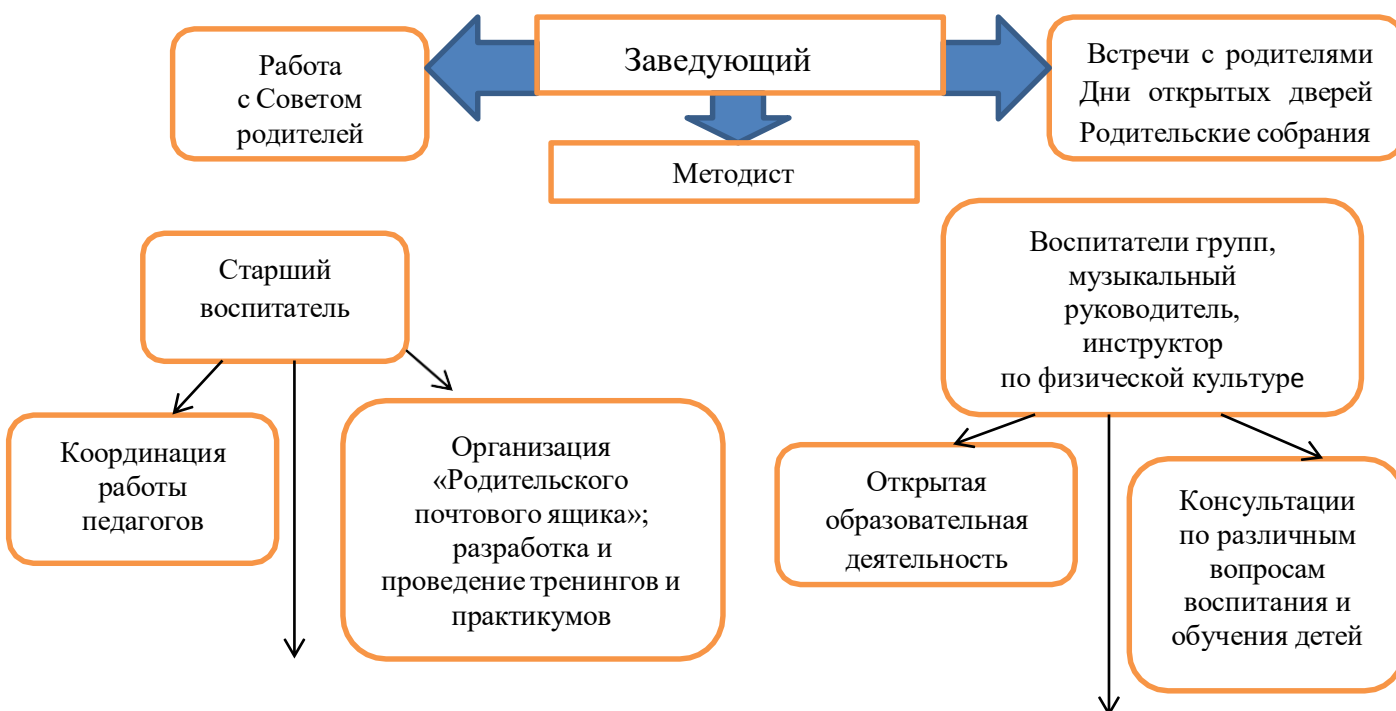 Работа
с Советом
родителей
Заведующий
Встречи с родителями
Дни открытых дверей
Родительские собрания
Методист
Старший
воспитатель
Воспитатели групп,
музыкальный
руководитель,
инструктор
по физической культуре
Координация
работы
педагогов
Организация
«Родительского
почтового ящика»;
разработка и
проведение тренингов и
практикумов
Открытая
образовательная
деятельность
Консультации
по различным
вопросам
воспитания и
обучения детей